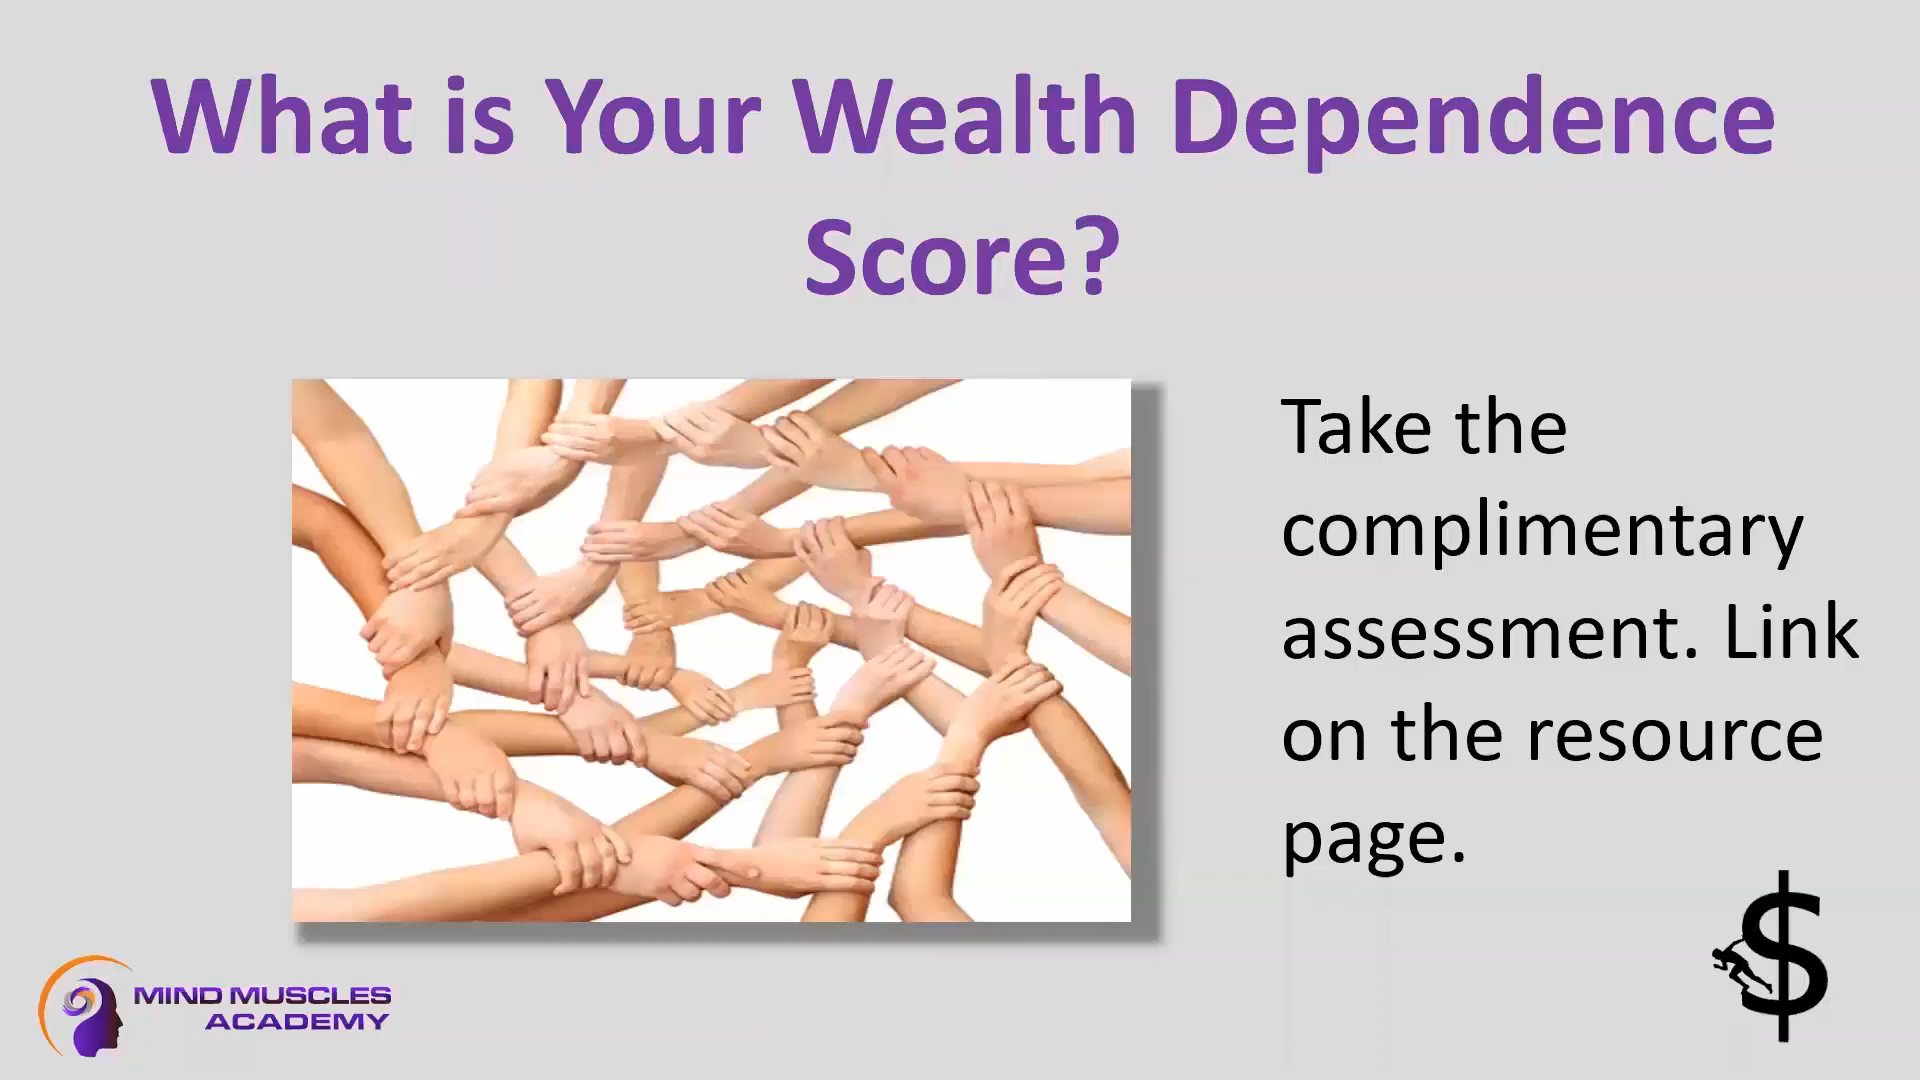 What is Your Wealth Dependence
Score?
Take the
complimentary
assessment. Link
on the resource
page.
MIND MUSCLES
ACADEMY
$